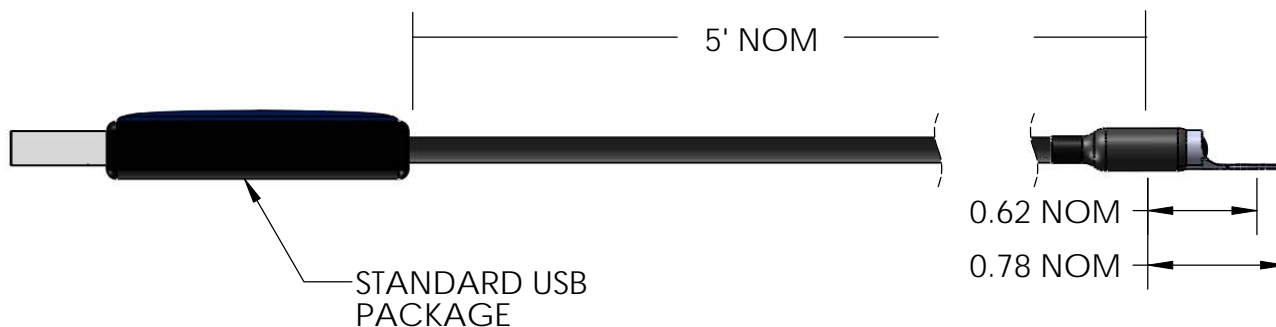 5' NOM
0.62 NOM
0.78 NOM
STANDARD USB
PACKAGE